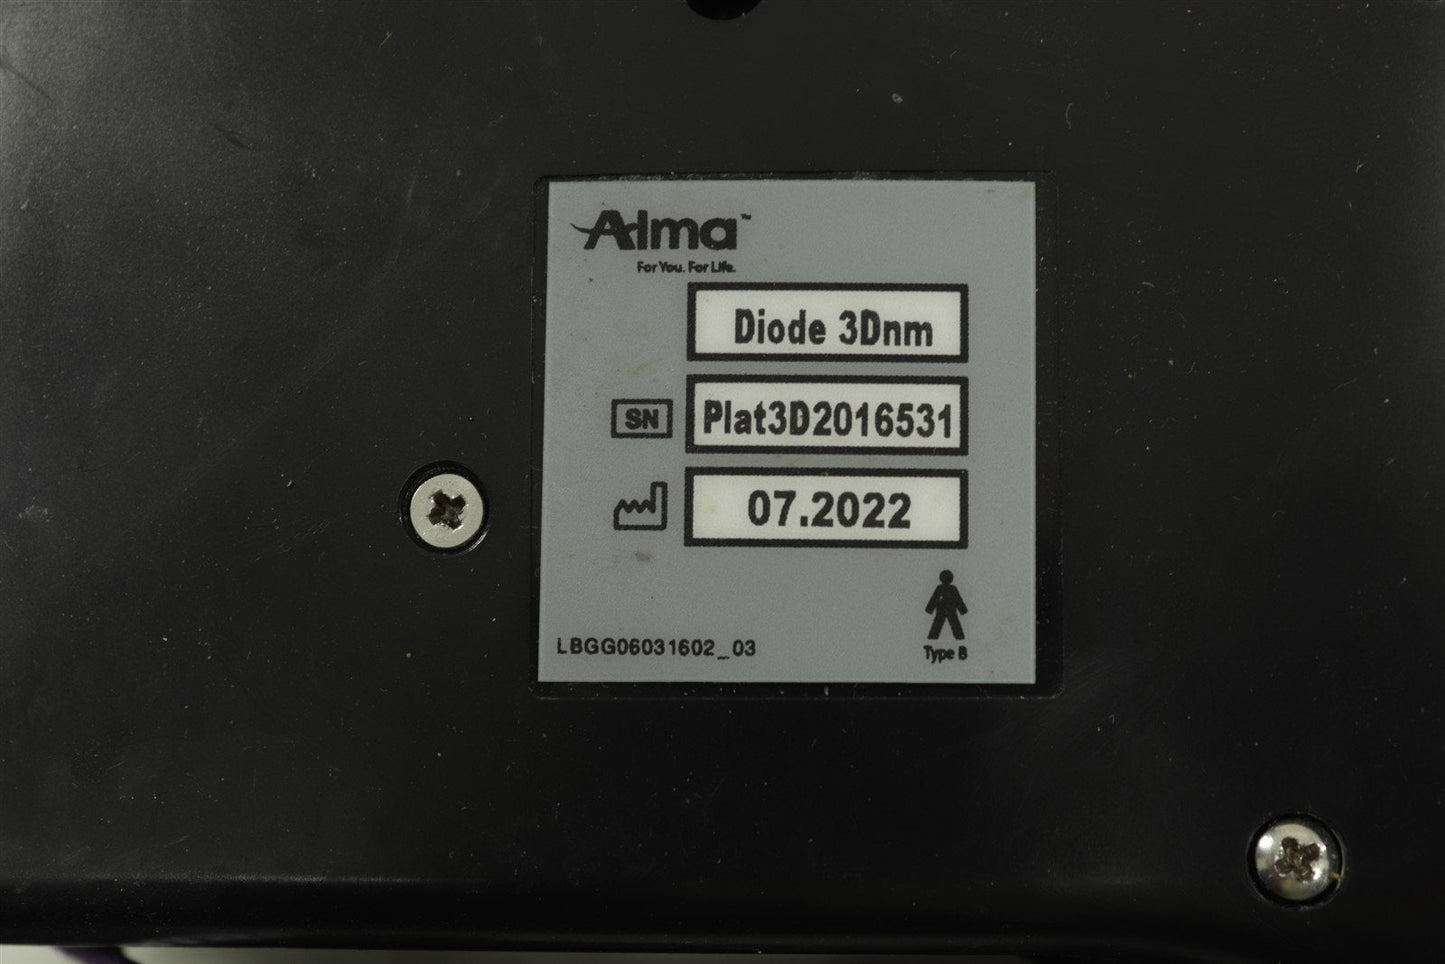 Alma™
For You. For Life.
Diode 3Dnm
SN Plat3D2016531
07.2022
LBGG06031602_03
Type B